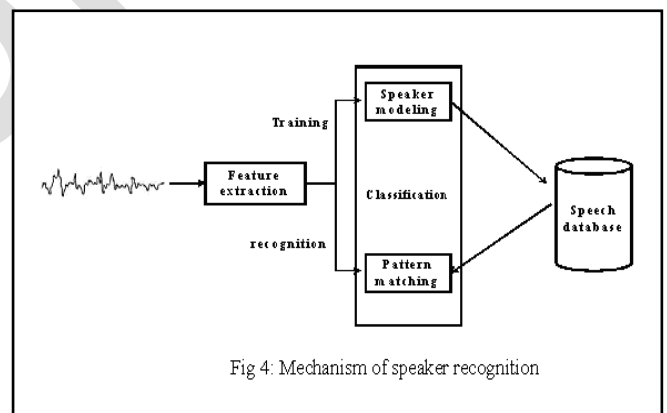 Speaker
modeling
Training
Feature
extraction
Classification
Speech
database
recognition
Pattern
matching
Fig 4: Mechanism of speaker recognition